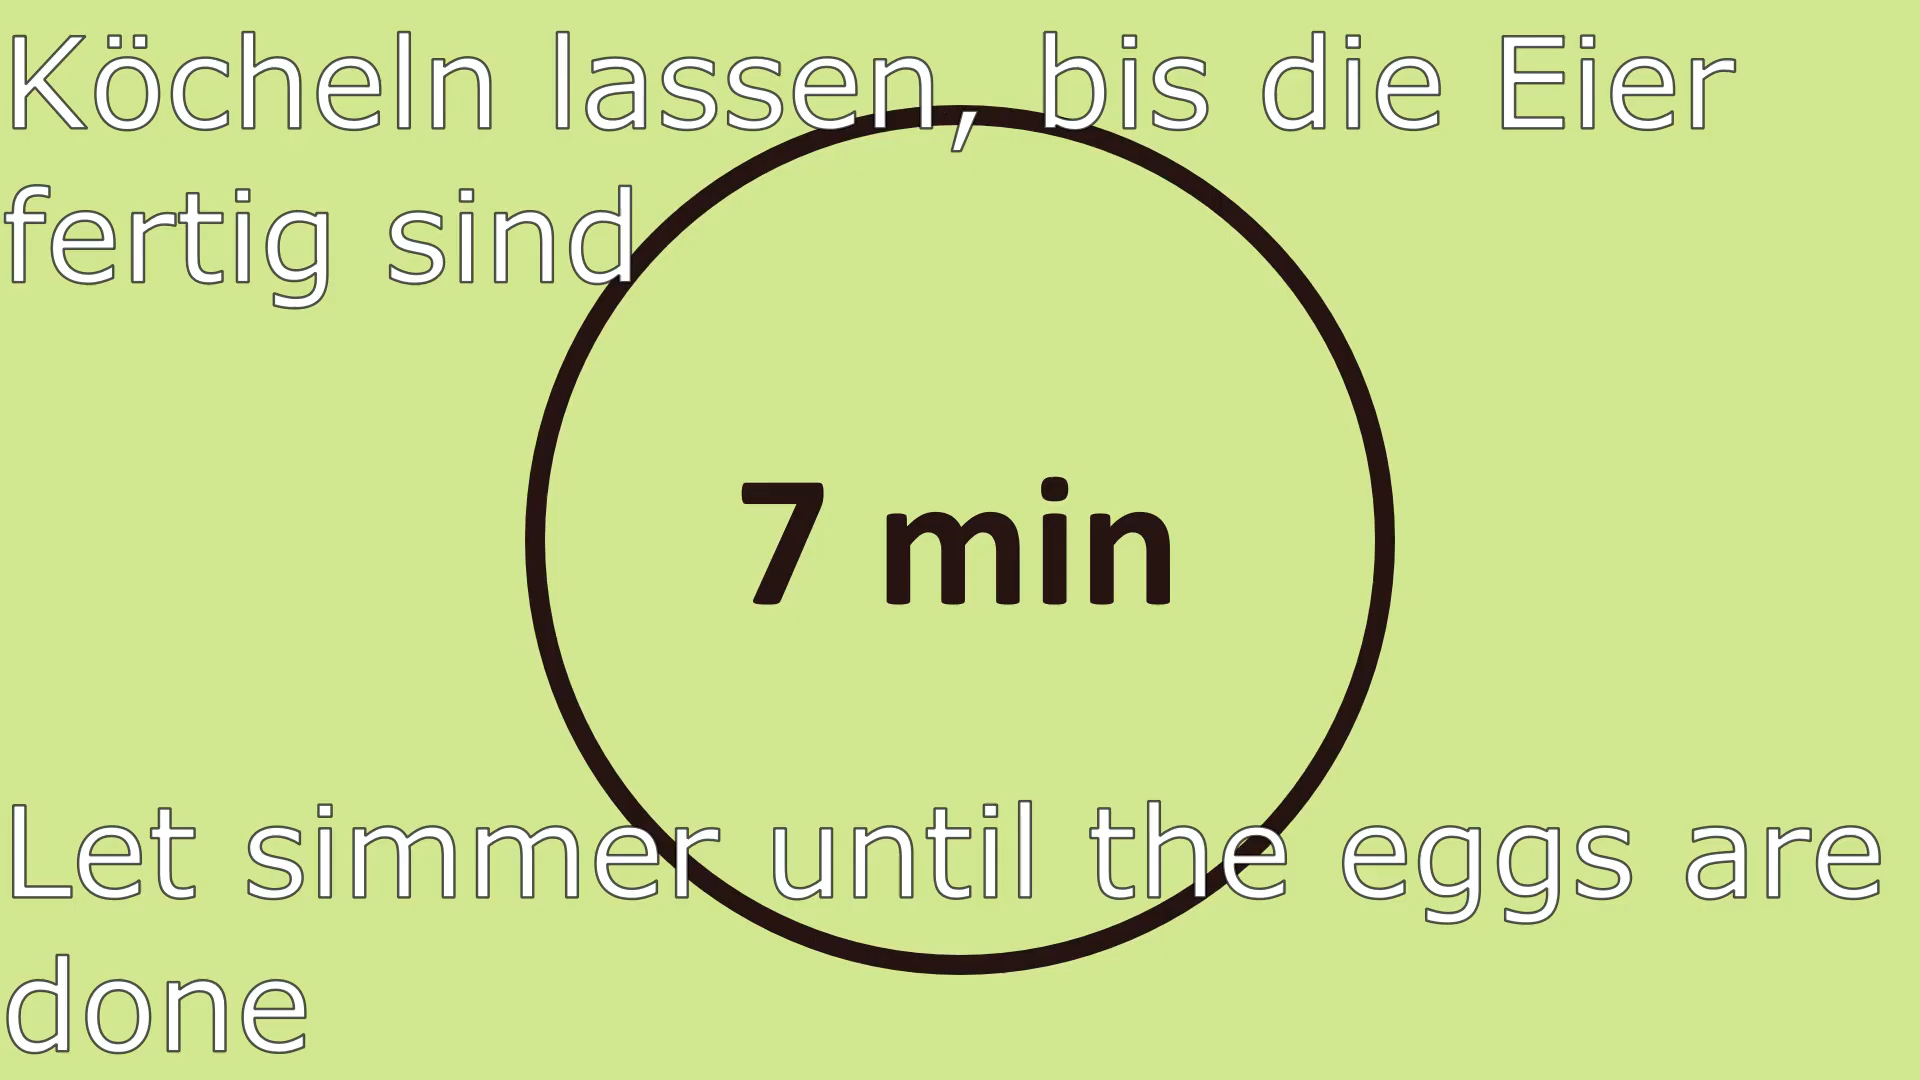 Köcheln lassen, bis die Eier
fertig sind
7 min
Let simmer until the eggs are
done